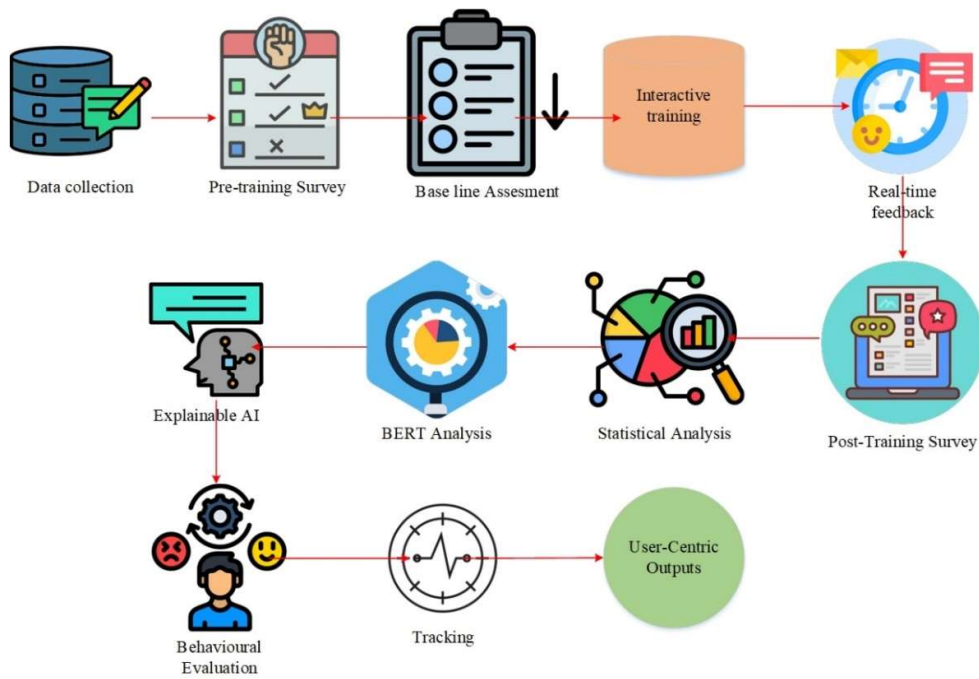 Data collection
Pre-training Survey
Base line Assesment
Interactive
training
Real-time
feedback
Explainable AI
BERT Analysis
Statistical Analysis
Post-Training Survey
Behavioural
Evaluation
Tracking
User-Centric
Outputs